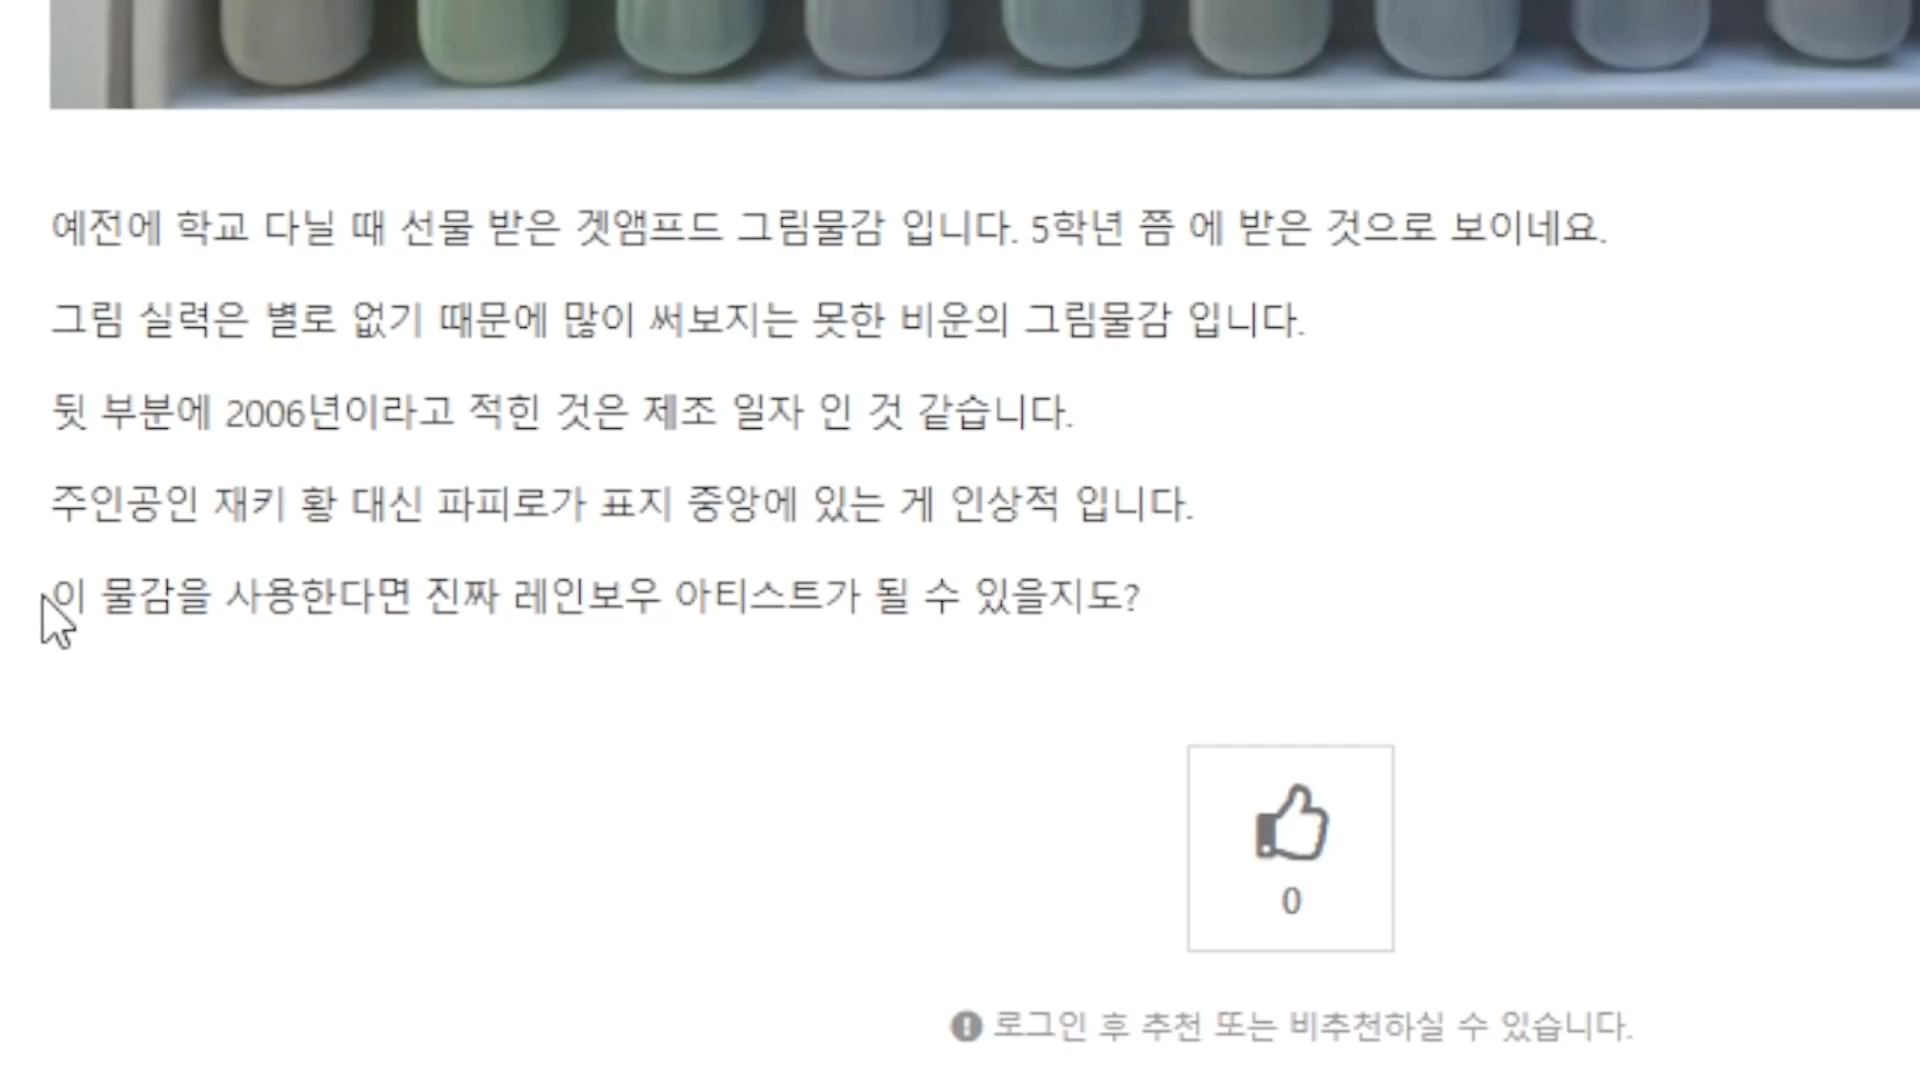 예전에 학교 다닐 때 선물 받은 겟앰프드 그림물감 입니다. 5학년 쯤 에 받은 것으로 보이네요.
그림 실력은 별로 없기 때문에 많이 써보지는 못한 비운의 그림물감 입니다.
뒷 부분에 2006년이라고 적힌 것은 제조 일자 인 것 같습니다.
주인공인 재키 황 대신 파피로가 표지 중앙에 있는 게 인상적 입니다.
이 물감을 사용한다면 진짜 레인보우 아티스트가 될 수 있을지도?
0
로그인 후 추천 또는 비추천하실 수 있습니다.